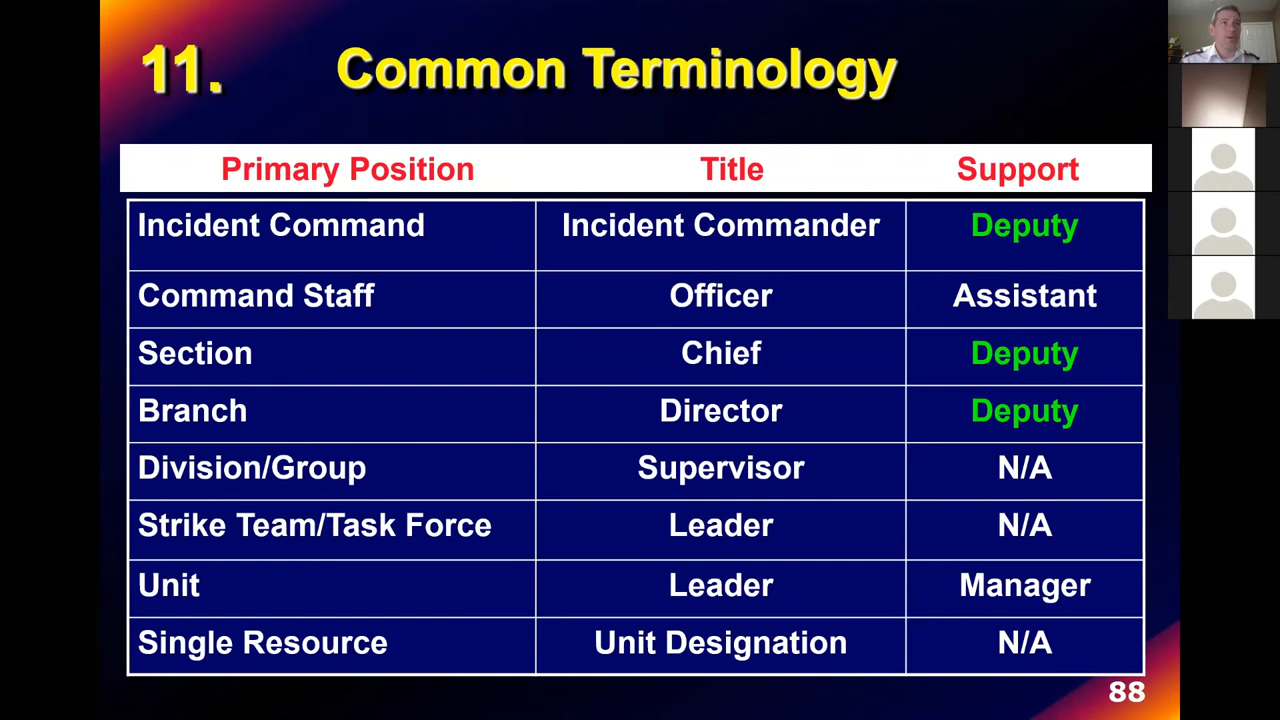 11. Common Terminology
Primary Position Title Support
Incident Command Incident Commander Deputy
Command Staff Officer Assistant
Section Chief Deputy
Branch Director Deputy
Division/Group Supervisor N/A
Strike Team/Task Force Leader N/A
Unit Leader Manager
Single Resource Unit Designation N/A
88